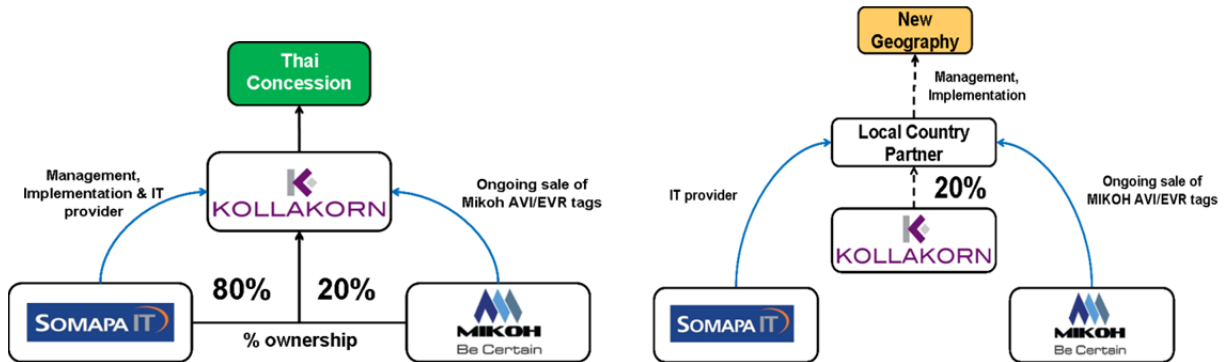 Thai
Concession
Management,
Implementation & IT
provider
KOLLAKORN
Ongoing sale of
Mikoh AVI/EVR tags
80%
20%
SOMAPA IT
% ownership
MIKOH
Be Certain
New
Geography
Management,
Implementation
Local Country
Partner
IT provider
20%
Ongoing sale of
MIKOH AVI/EVR tags
KOLLAKORN
SOMAPA IT
MIKOH
Be Certain